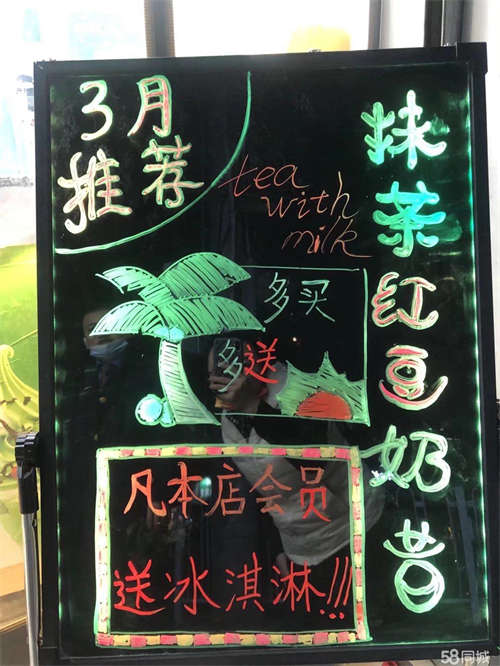 3月
推荐
tea
with
milk
抹茶红豆奶昔
多买
多送
凡本店会员
送冰淇淋!!!
58同城